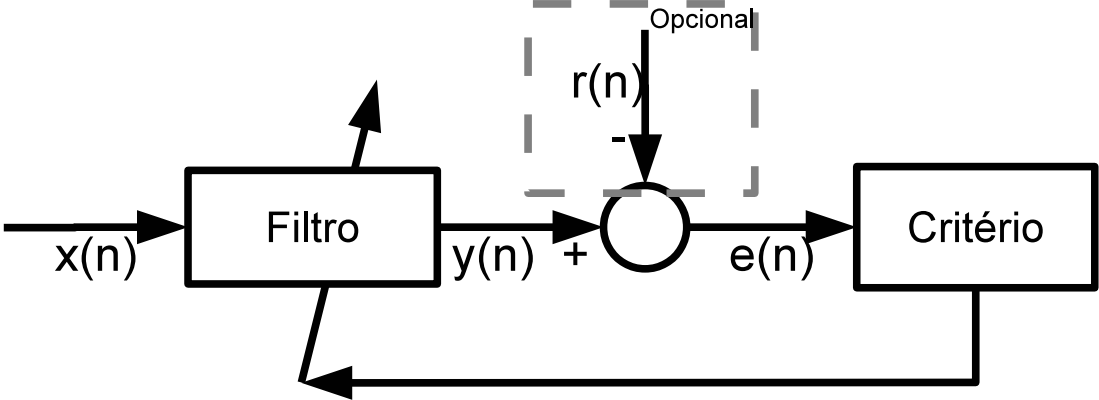 Opcional
r(n)
-
Filtro
Critério
x(n)
y(n)
+
e(n)